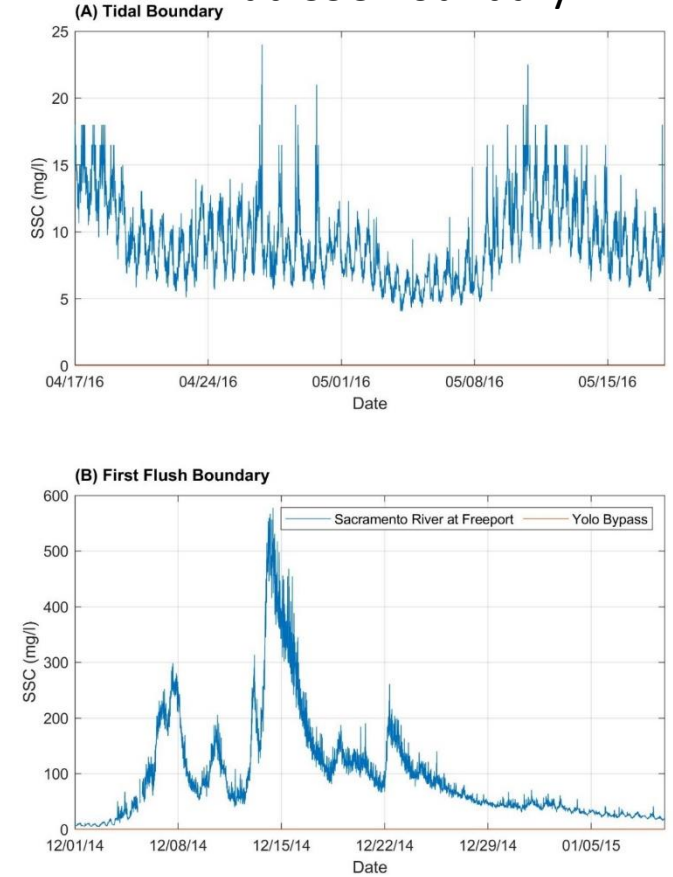 (A) Tidal Boundary
25
20
15
10
5
0
SSC (mg/l)
04/17/16 04/24/16 05/01/16 05/08/16 05/15/16
Date
(B) First Flush Boundary
600
500
400
300
200
100
0
SSC (mg/l)
Sacramento River at Freeport Yolo Bypass
12/01/14 12/08/14 12/15/14 12/22/14 12/29/14 01/05/15
Date